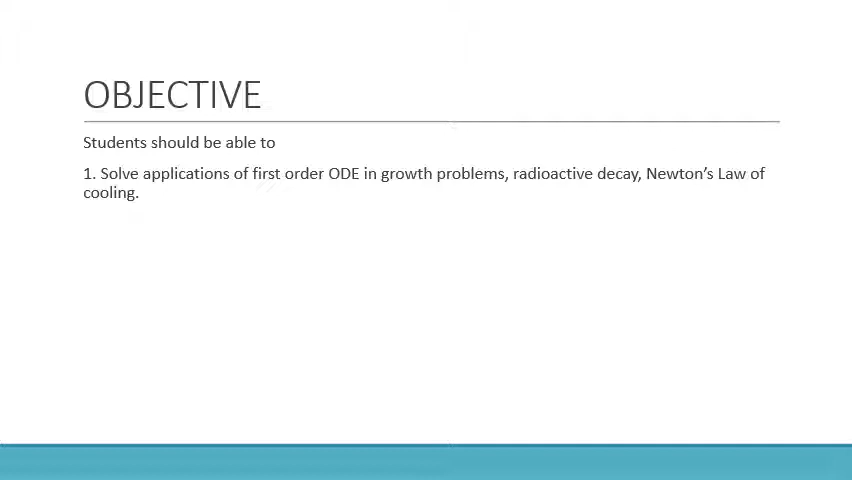 OBJECTIVE
Students should be able to
1. Solve applications of first order ODE in growth problems, radioactive decay, Newton’s Law of
cooling.